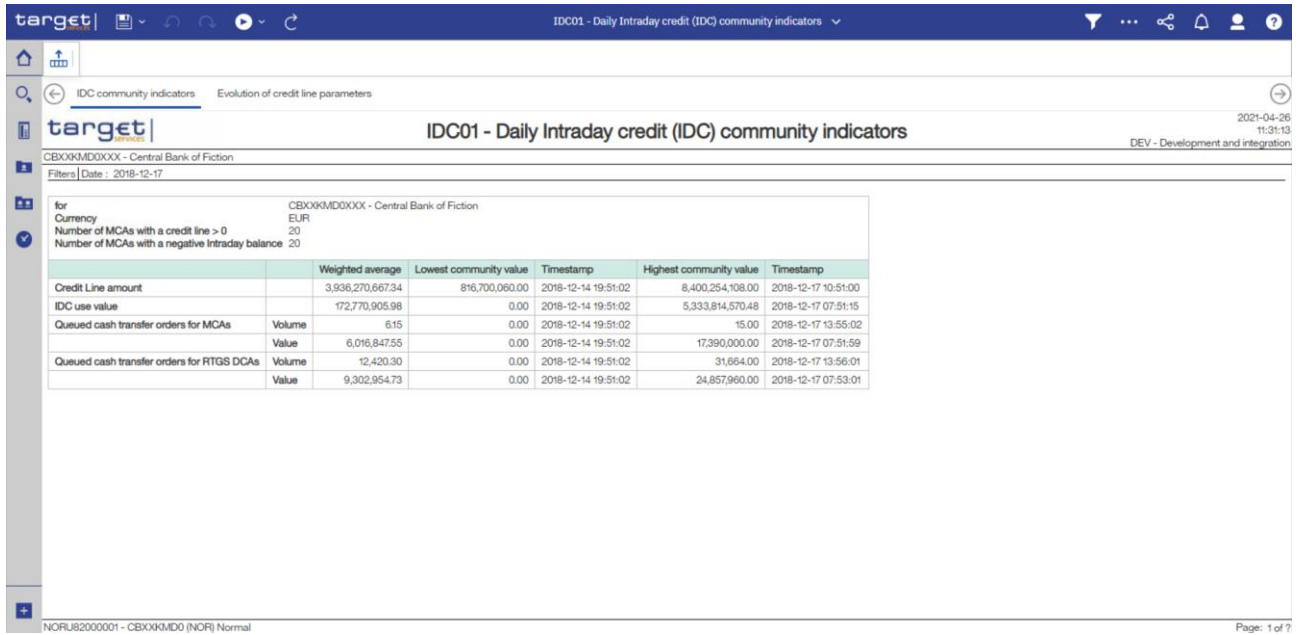 target| services
IDC01 - Daily Intraday credit (IDC) community indicators
IDC community indicators Evolution of credit line parameters
target| services
IDC01 - Daily Intraday credit (IDC) community indicators
2021-04-26
11:31:13
DEV - Development and integration
CBXXKMD0XXX - Central Bank of Fiction
Filters| Date : 2018-12-17
for CBXXKMD0XXX - Central Bank of Fiction
Currency EUR
Number of MCAs with a credit line > 0 20
Number of MCAs with a negative Intraday balance 20
Weighted average Lowest community value Timestamp Highest community value Timestamp
Credit Line amount 3,936,270,667.34 816,700,060.00 2018-12-14 19:51:02 8,400,254,108.00 2018-12-17 10:51:00
IDC use value 172,770,905.98 0.00 2018-12-14 19:51:02 5,333,814,570.48 2018-12-17 07:51:15
Queued cash transfer orders for MCAs Volume 6.15 0.00 2018-12-14 19:51:02 15.00 2018-12-17 13:55:02
Value 6,016,847.55 0.00 2018-12-14 19:51:02 17,390,000.00 2018-12-17 07:51:59
Queued cash transfer orders for RTGS DCAs Volume 12,420.30 0.00 2018-12-14 19:51:02 31,664.00 2018-12-17 13:56:01
Value 9,302,954.73 0.00 2018-12-14 19:51:02 24,857,960.00 2018-12-17 07:53:01
NORU82000001 - CBXXKMD0 (NOR) Normal
Page: 1 of ?